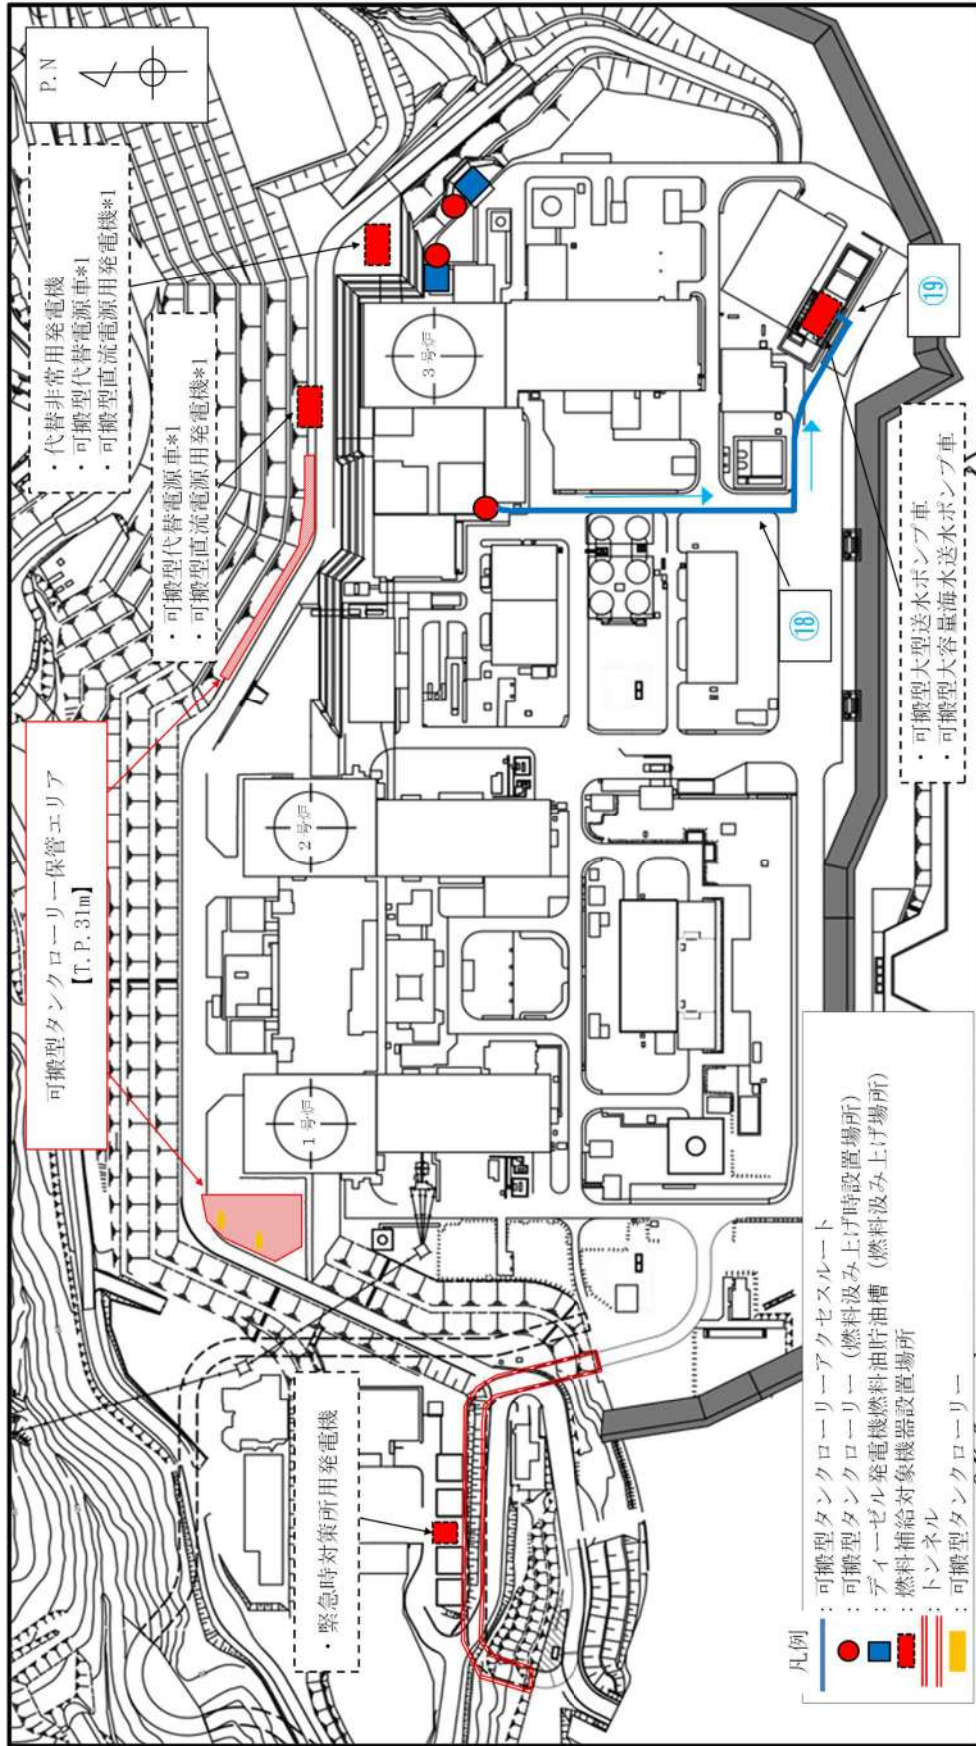 P.N
・代替非常用発電機
・可搬型代替電源車*1
・可搬型直流電源用発電機*1
・可搬型代替電源車*1
・可搬型直流電源用発電機*1
可搬型タンクローリー保管エリア
【T.P.31m】
・緊急時対策所用発電機
1号炉
2号炉
3号炉
⑱
⑲
・可搬型大型送水ポンプ車
・可搬型大容量海水送水ポンプ車
凡例
：可搬型タンクローリーアクセスルート
：可搬型タンクローリー（燃料汲み上げ時設置場所）
：ディーゼル発電機燃料油貯油槽（燃料汲み上げ場所）
：燃料補給対象機器設置場所
：トンネル
：可搬型タンクローリー